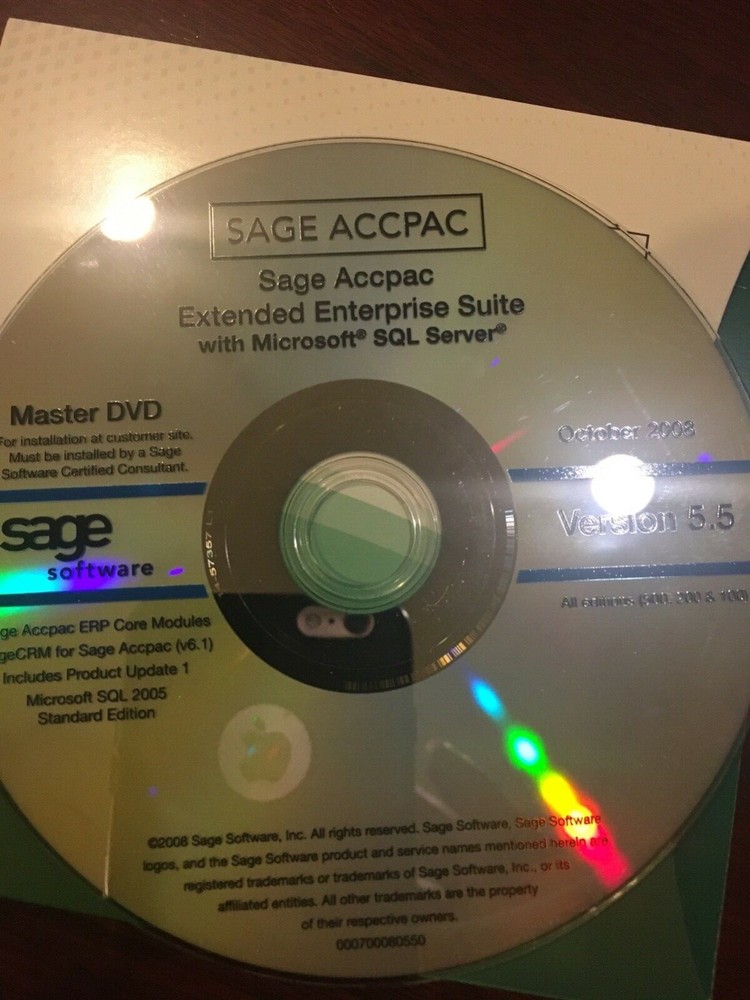 SAGE ACCPAC
Sage Accpac
Extended Enterprise Suite
with Microsoft® SQL Server®
Master DVD
For installation at customer site.
Must be installed by a Sage
Software Certified Consultant.
October 2008
sage
software
Version 5.5
All editions (500, 200 & 100)
ge Accpac ERP Core Modules
geCRM for Sage Accpac (v6.1)
Includes Product Update 1
Microsoft SQL 2005
Standard Edition
©2008 Sage Software, Inc. All rights reserved. Sage Software, Sage Software
logos, and the Sage Software product and service names mentioned herein are
registered trademarks or trademarks of Sage Software, Inc., or its
affiliated entities. All other trademarks are the property
of their respective owners.
000700080550